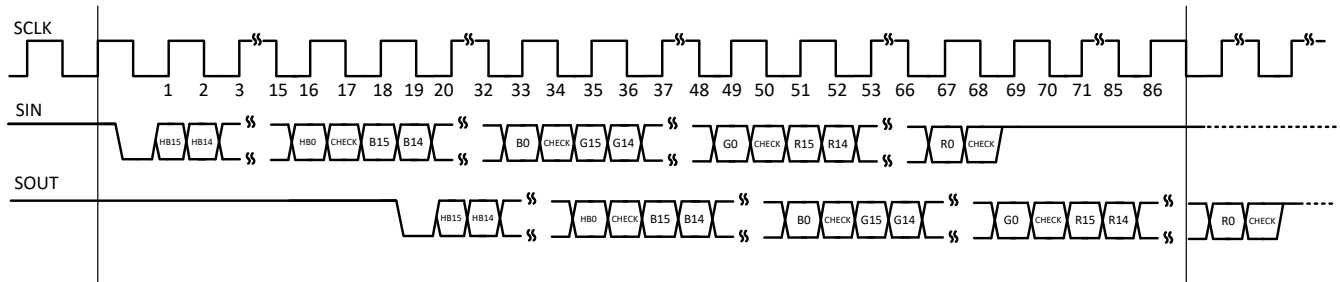 SCLK
1 2 3 15 16 17 18 19 20 32 33 34 35 36 37 48 49 50 51 52 53 66 67 68 69 70 71 85 86
SIN
HB15 HB14 HB0 CHECK B15 B14 B0 CHECK G15 G14 G0 CHECK R15 R14 R0 CHECK
SOUT
HB15 HB14 HB0 CHECK B15 B14 B0 CHECK G15 G14 G0 CHECK R15 R14 R0 CHECK